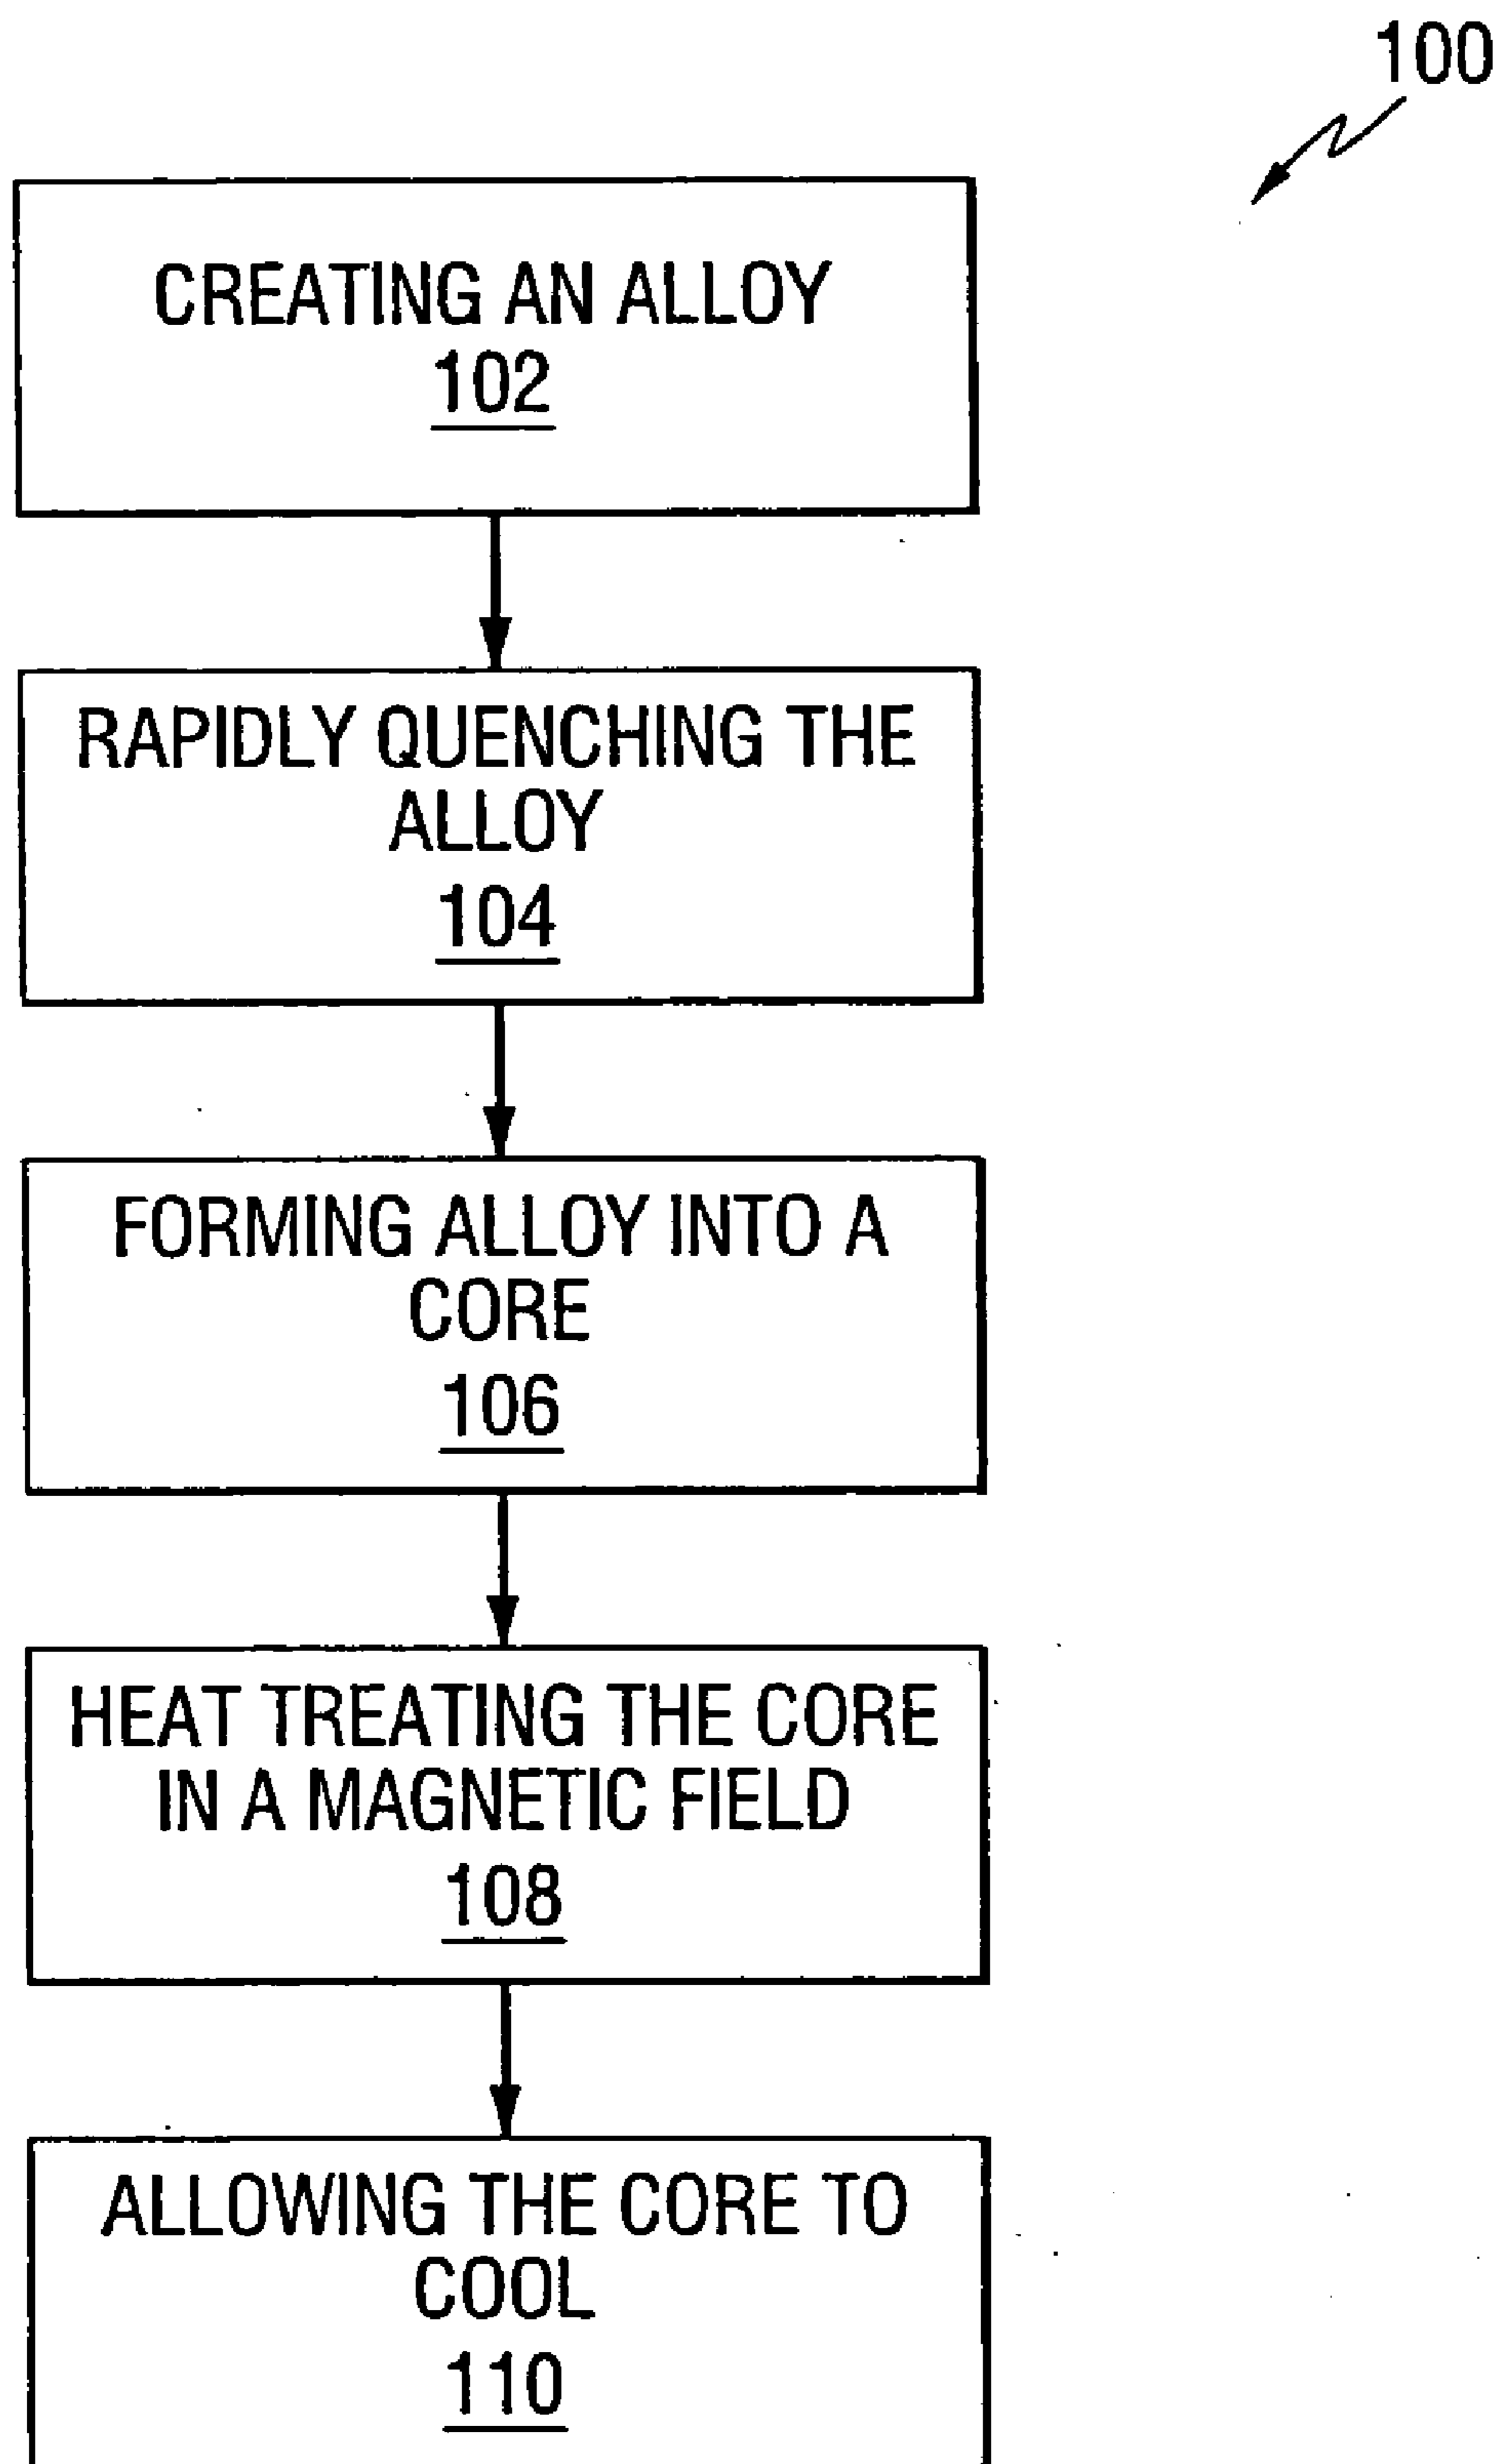 100
CREATING AN ALLOY
102
RAPIDLY QUENCHING THE
ALLOY
104
FORMING ALLOY INTO A
CORE
106
HEAT TREATING THE CORE
IN A MAGNETIC FIELD
108
ALLOWING THE CORE TO
COOL
110